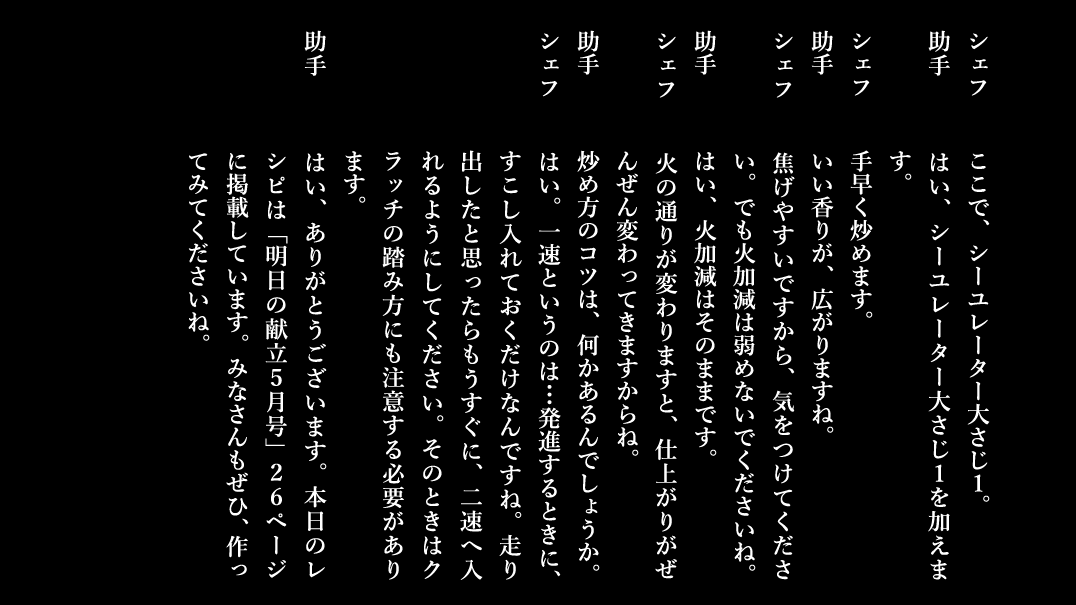 シェフ　ここで、シーユレーター大さじ1。
助手　はい、シーユレーター大さじ1を加えま
す。
シェフ　手早く炒めます。
助手　いい香りが、広がりますね。
シェフ　焦げやすいですから、気をつけてくださ
い。でも火加減は弱めないでくださいね。
助手　はい、火加減はそのままです。
シェフ　火の通りが変わりますと、仕上がりがぜ
んぜん変わってきますからね。
助手　炒め方のコツは、何かあるんでしょうか。
シェフ　はい。一速というのは…発進するときに、
すこし入れておくだけなんですね。走り
出したと思ったらもうすぐに、二速へ入
れるようにしてください。そのときはク
ラッチの踏み方にも注意する必要があり
ます。
助手　はい、ありがとうございます。本日のレ
シピは「明日の献立5月号」26ページ
に掲載しています。みなさんもぜひ、作っ
てみてくださいね。